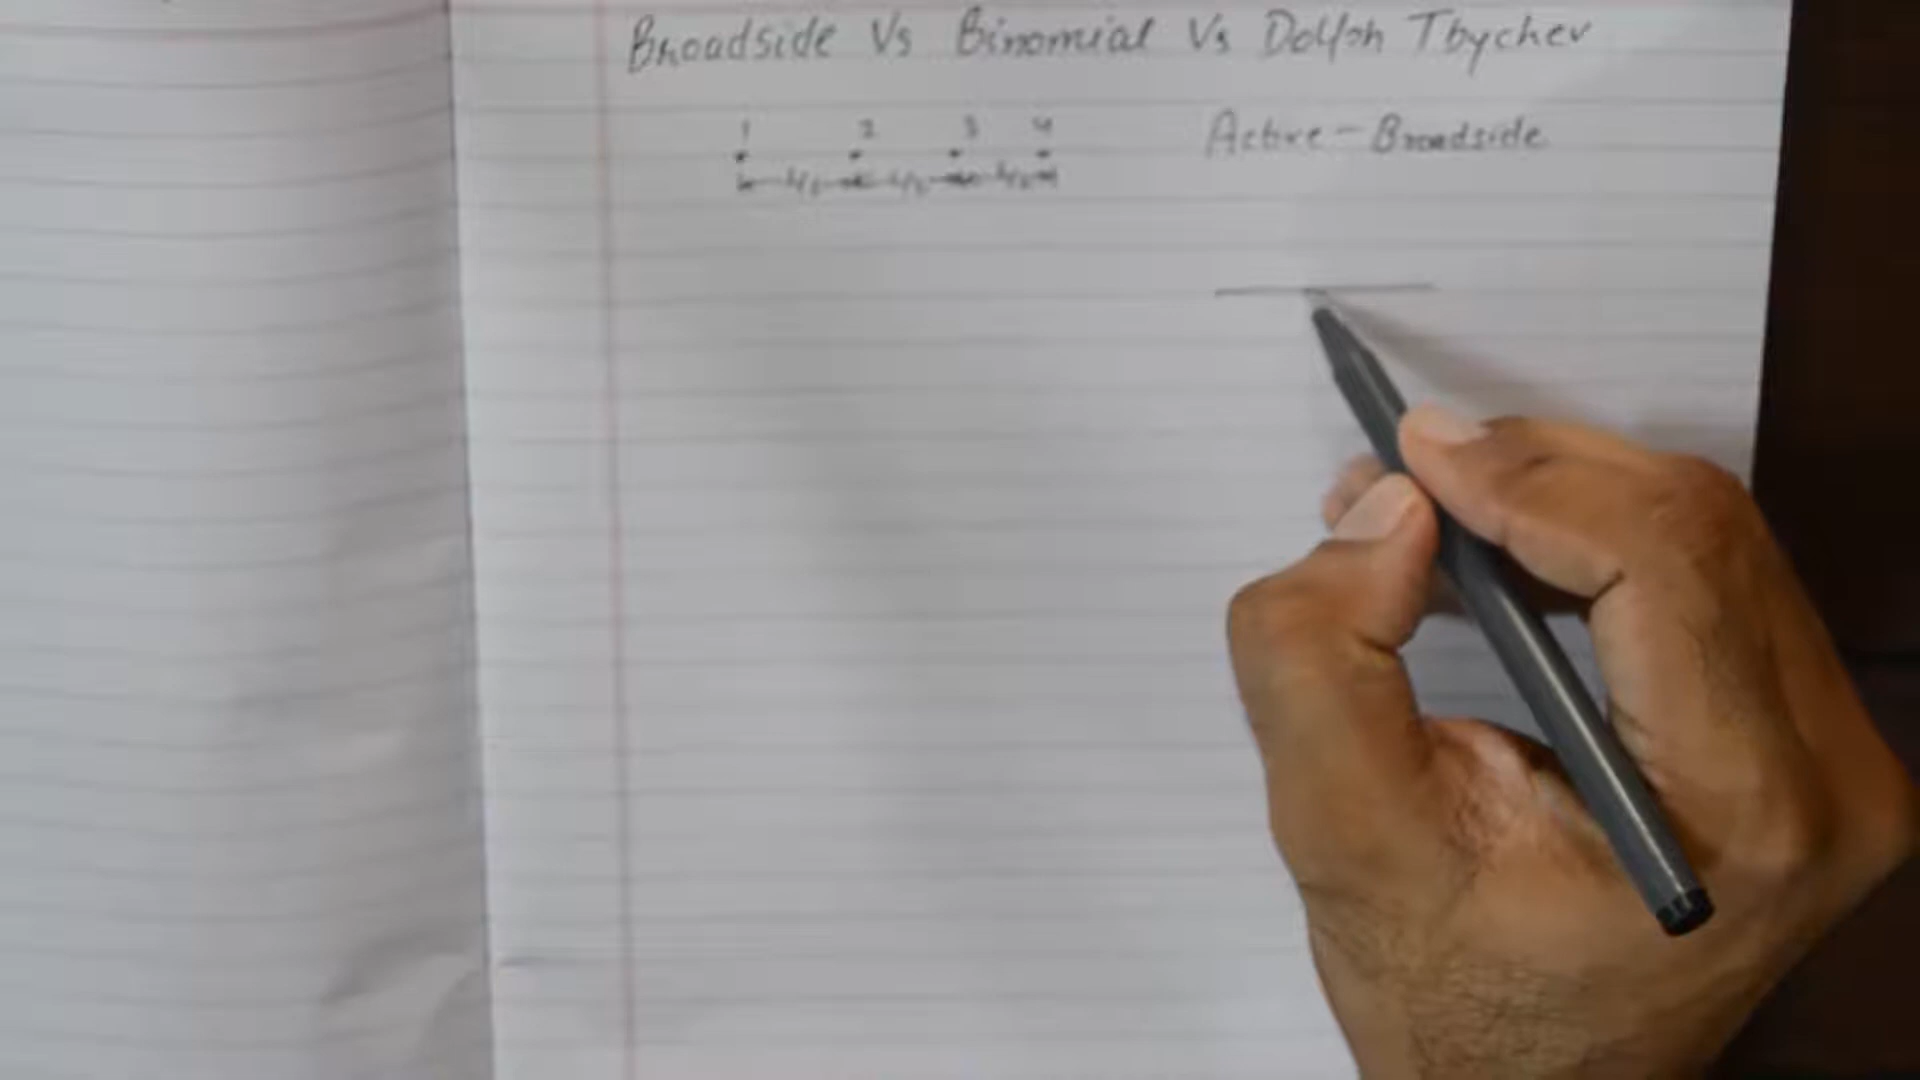 Broadside Vs Binomial Vs Dolfoh Tbychev
1 2 3 4
Active - Broadside